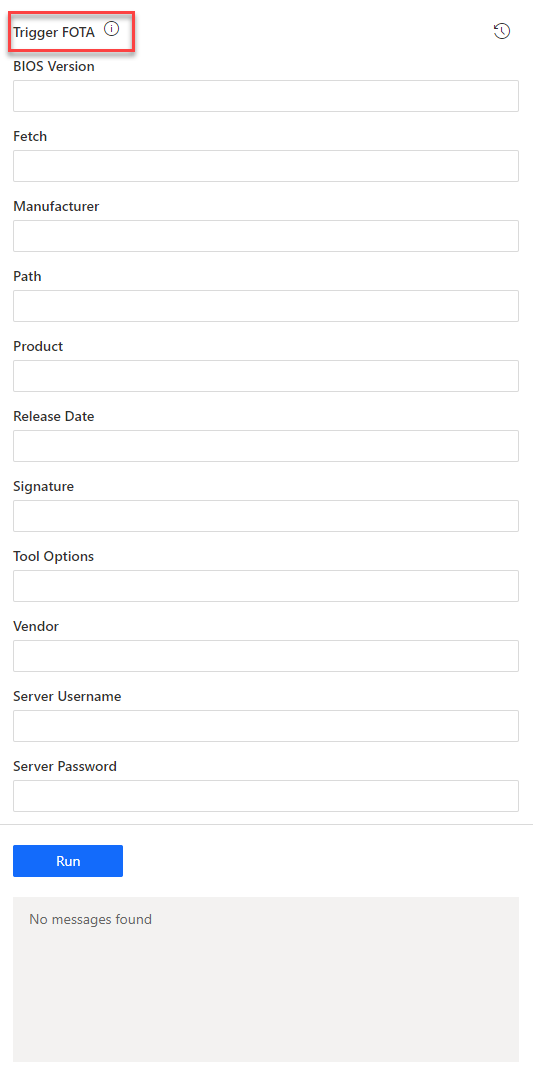 Trigger FOTA
BIOS Version
Fetch
Manufacturer
Path
Product
Release Date
Signature
Tool Options
Vendor
Server Username
Server Password
Run
No messages found